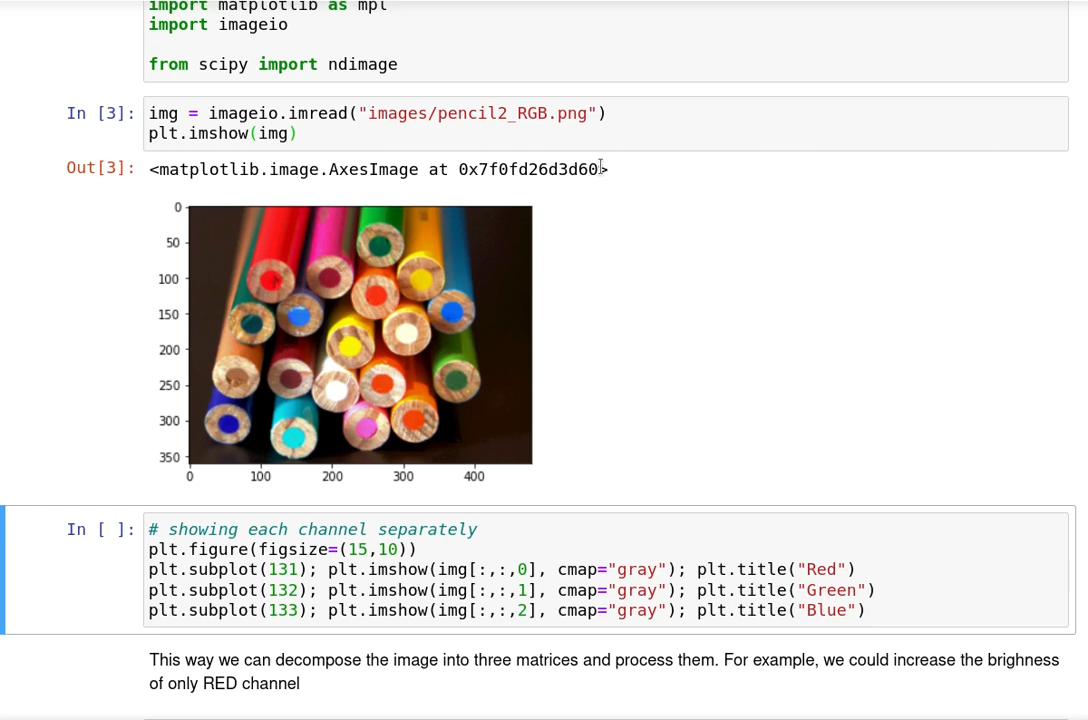 import matplotlib as mpl
import imageio
from scipy import ndimage
In [3]:
img = imageio.imread("images/pencil2_RGB.png")
plt.imshow(img)
Out[3]:
<matplotlib.image.AxesImage at 0x7f0fd26d3d60>
0
50
100
150
200
250
300
350
0 100 200 300 400
In [ ]:
# showing each channel separately
plt.figure(figsize=(15,10))
plt.subplot(131); plt.imshow(img[:,:,0], cmap="gray"); plt.title("Red")
plt.subplot(132); plt.imshow(img[:,:,1], cmap="gray"); plt.title("Green")
plt.subplot(133); plt.imshow(img[:,:,2], cmap="gray"); plt.title("Blue")
This way we can decompose the image into three matrices and process them. For example, we could increase the brighness
of only RED channel